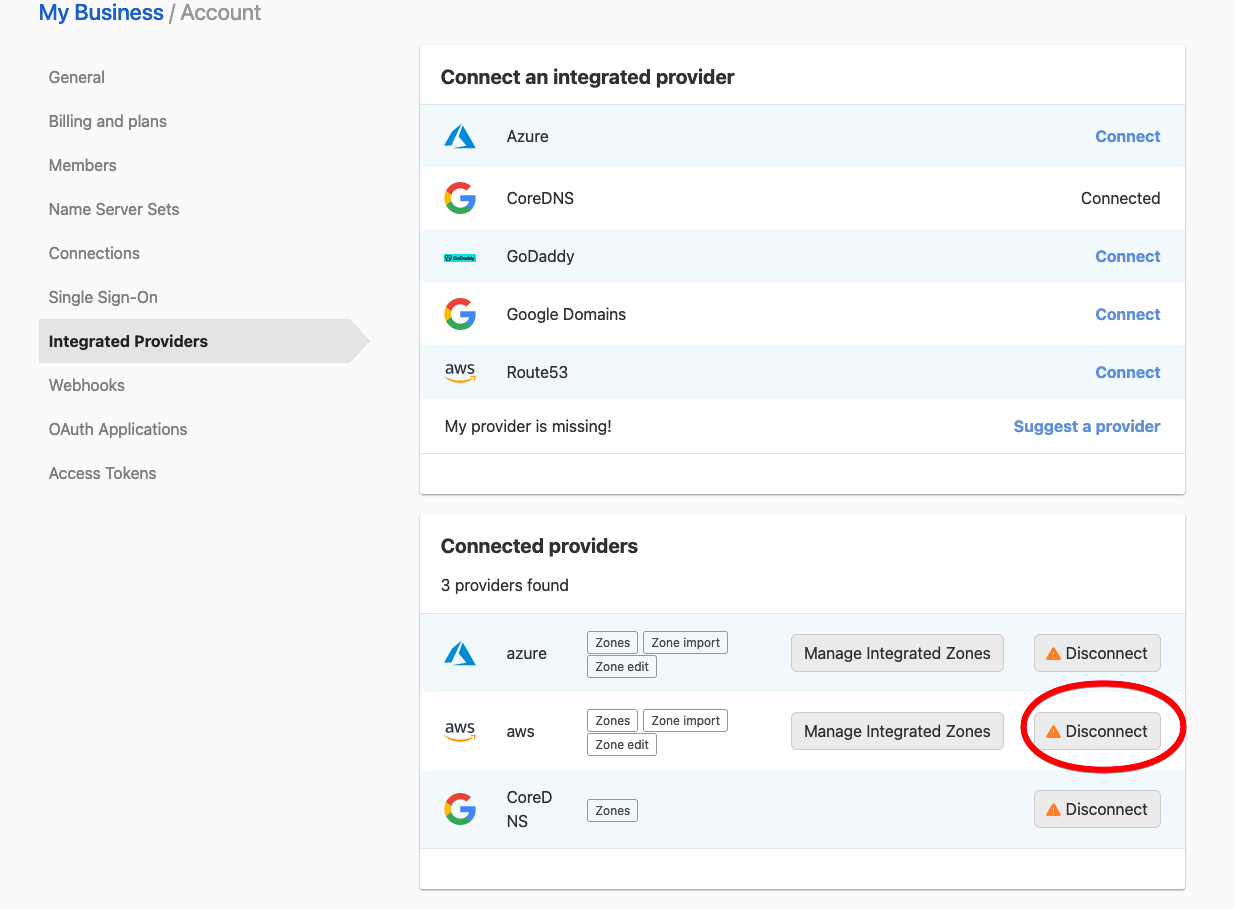 My Business / Account
General
Billing and plans
Members
Name Server Sets
Connections
Single Sign-On
Integrated Providers
Webhooks
OAuth Applications
Access Tokens
Connect an integrated provider
Azure Connect
CoreDNS Connected
GoDaddy GoDaddy Connect
Google Domains Connect
aws Route53 Connect
My provider is missing! Suggest a provider
Connected providers
3 providers found
azure Zones Zone import Manage Integrated Zones Disconnect
Zone edit
aws aws Zones Zone import Manage Integrated Zones Disconnect
Zone edit
CoreD Zones Disconnect
NS